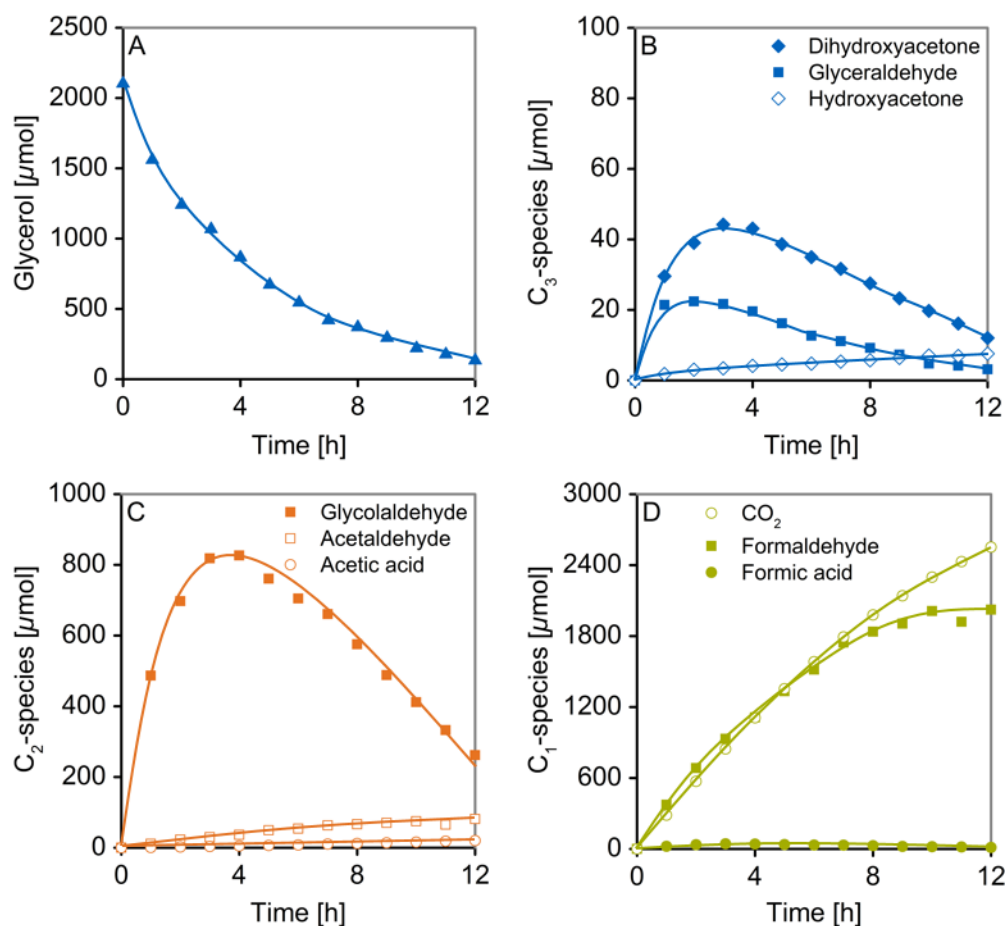 A
2500
2000
1500
1000
500
0
0 4 8 12
Glycerol [µmol]
Time [h]
B
100
80
60
40
20
0
0 4 8 12
C₃-species [µmol]
Time [h]
Dihydroxyacetone
Glyceraldehyde
Hydroxyacetone
C
1000
800
600
400
200
0
0 4 8 12
C₂-species [µmol]
Time [h]
Glycolaldehyde
Acetaldehyde
Acetic acid
D
3000
2400
1800
1200
600
0
0 4 8 12
C₁-species [µmol]
Time [h]
CO₂
Formaldehyde
Formic acid